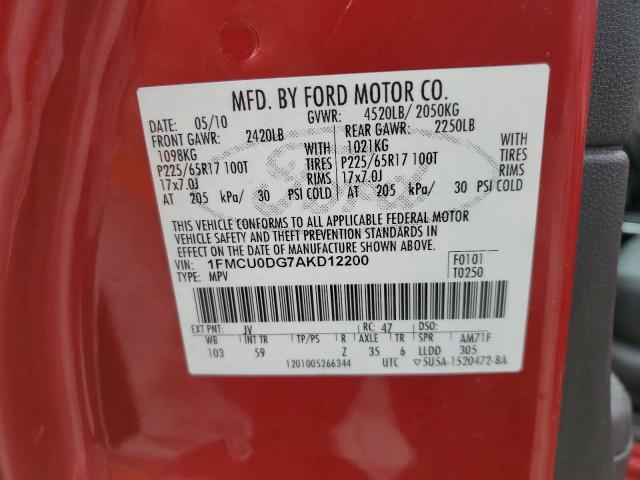 MFD. BY FORD MOTOR CO.
DATE: 05/10 GVWR: 4520LB/ 2050KG
FRONT GAWR: 2420LB REAR GAWR: 2250LB
1098KG WITH 1021KG WITH
P225/65R17 100T TIRES P225/65R17 100T TIRES
17x7.0J RIMS 17x7.0J RIMS
AT 205 kPa/ 30 PSI COLD AT 205 kPa/ 30 PSI COLD
THIS VEHICLE CONFORMS TO ALL APPLICABLE FEDERAL MOTOR
VEHICLE SAFETY AND THEFT PREVENTION STANDARDS IN
EFFECT ON THE DATE OF MANUFACTURE SHOWN ABOVE.
VIN: 1FMCU0DG7AKD12200 F0101
TYPE: MPV T0250
EXT PNT: JV RC: 47 DSO:
WB INT TR TP/PS R AXLE TR SPR AM71F
103 59 Z 35 6 LLDD 305
1201005266344 UTC 5U5A-1520472-BA
Ford